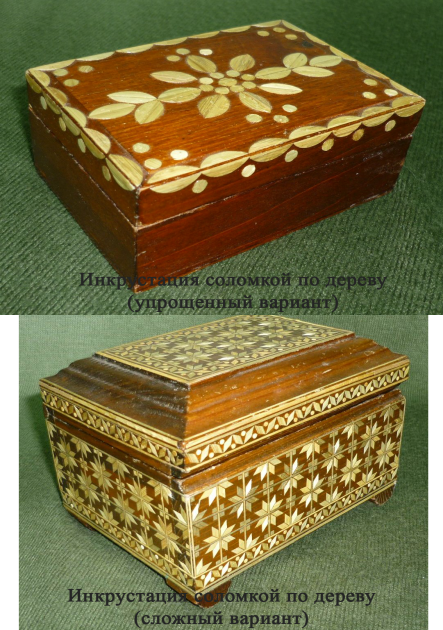 Инкрустация соломкой по дереву
(упрощенный вариант)
Инкрустация соломкой по дереву
(сложный вариант)